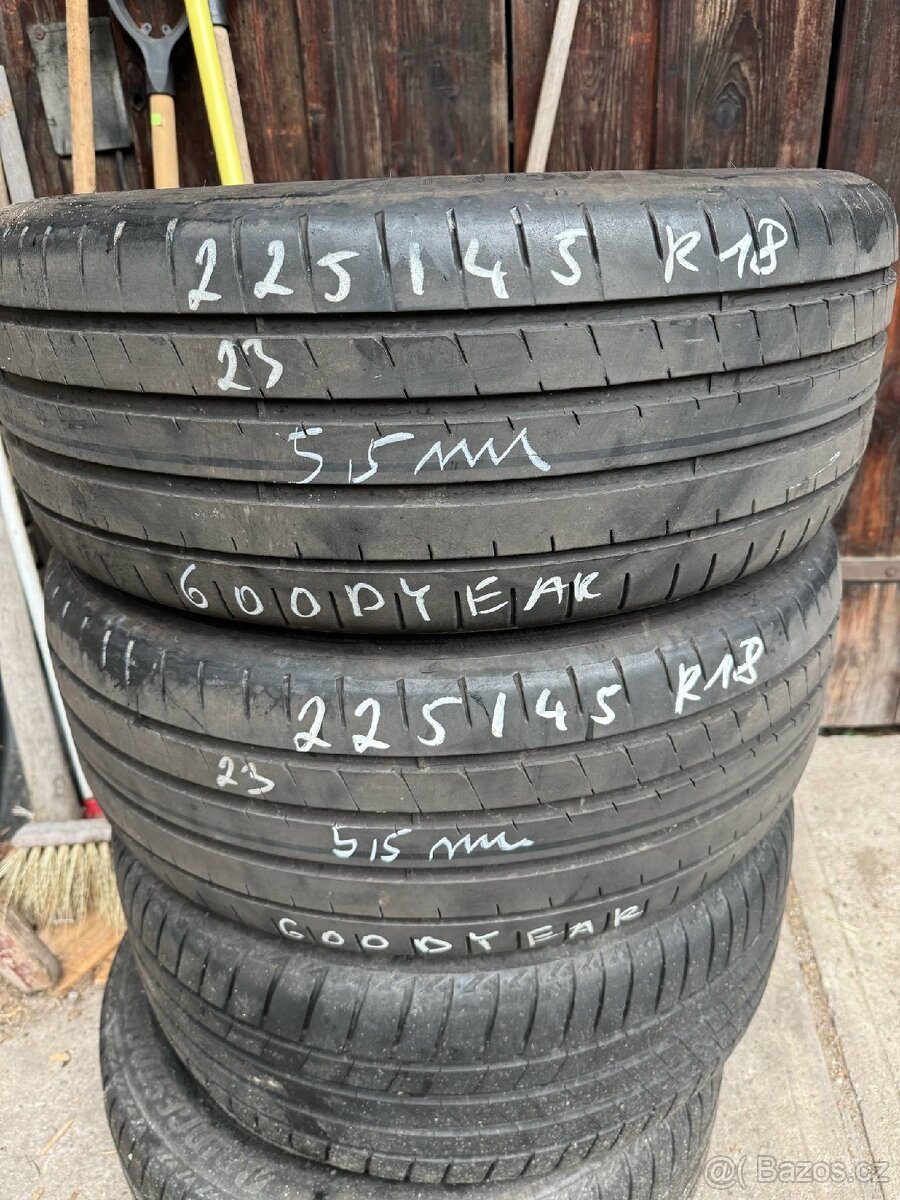 225/45 R18
23
5,5 mm
GOODYEAR
225/45 R18
23
5,5 mm
GOODYEAR
@( Bazos.cz